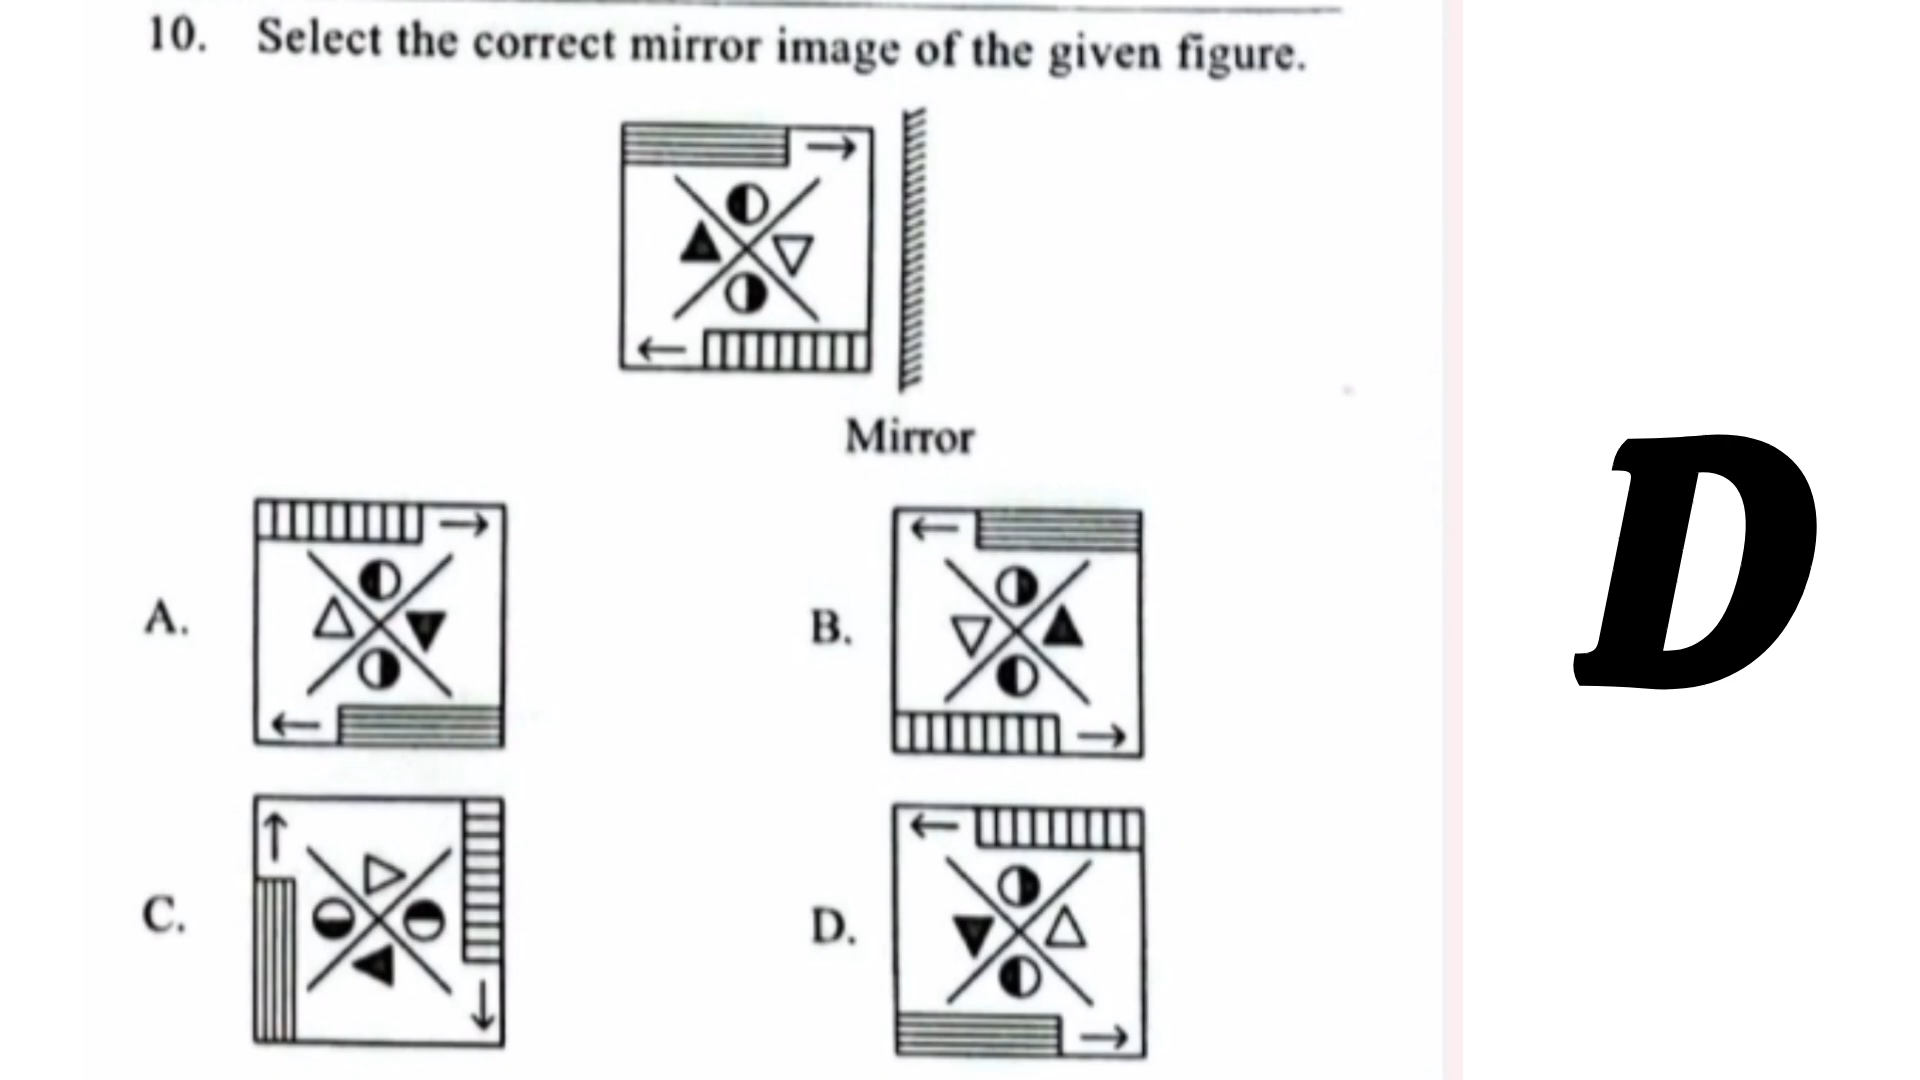 10. Select the correct mirror image of the given figure.
Mirror
A.
B.
C.
D.
D